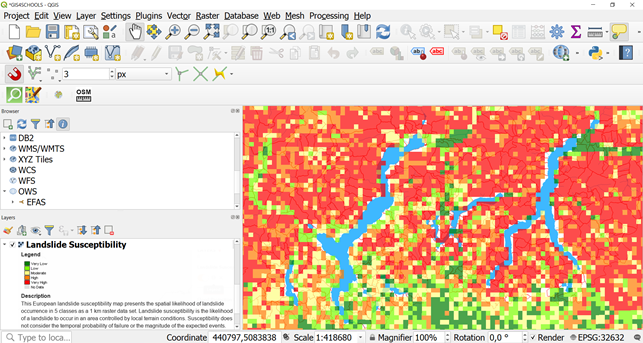 *GIS4SCHOOLS - QGIS
Project Edit View Layer Settings Plugins Vector Raster Database Web Mesh Processing Help
3 px
OSM
Browser
DB2
WMS/WMTS
XYZ Tiles
WCS
WFS
OWS
EFAS
Layers
Landslide Susceptibility
Legend
Very Low
Low
Moderate
High
Very High
No Data
Description
This European landslide susceptibility map presents the spatial likelihood of landslide
occurrence in 5 classes as a 1 km raster data set. Landslide susceptibility is the likelihood
of a landslide to occur in an area controlled by local terrain conditions. Susceptibility does
not consider the temporal probability of failure or the magnitude of the expected events
Type to loca... Coordinate 440797,5083838 Scale 1:418680 Magnifier 100% Rotation 0,0 ° Render EPSG:32632